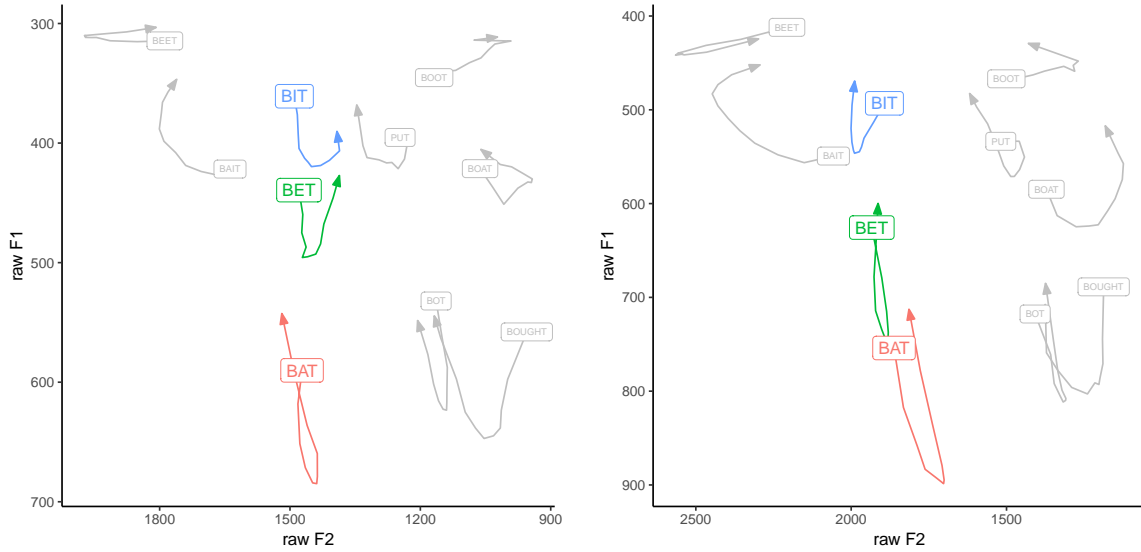 300
400
500
600
700
raw F1
BEET
BOOT
BIT
PUT
BAIT
BOAT
BET
BOT
BOUGHT
BAT
1800
1500
1200
900
raw F2
400
500
600
700
800
900
raw F1
BEET
BOOT
BIT
PUT
BAIT
BOAT
BET
BOUGHT
BOT
BAT
2500
2000
1500
raw F2